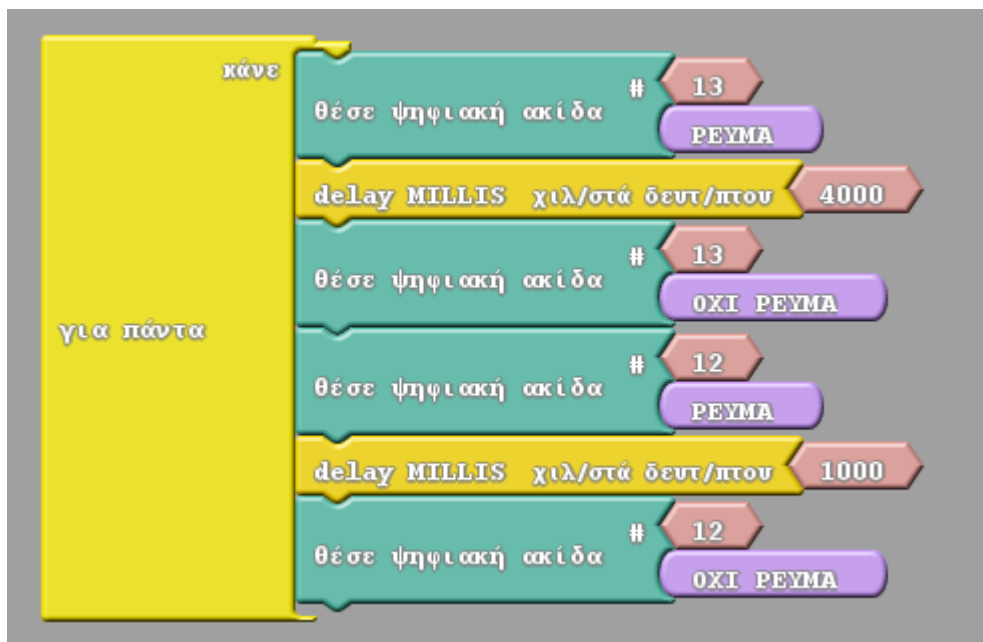 κάνε
θέσε ψηφιακή ακίδα # 13
ΡΕΥΜΑ
delay MILLIS χιλ/στά δευτ/πτου 4000
θέσε ψηφιακή ακίδα # 13
ΟΧΙ ΡΕΥΜΑ
για πάντα
θέσε ψηφιακή ακίδα # 12
ΡΕΥΜΑ
delay MILLIS χιλ/στά δευτ/πτου 1000
θέσε ψηφιακή ακίδα # 12
ΟΧΙ ΡΕΥΜΑ